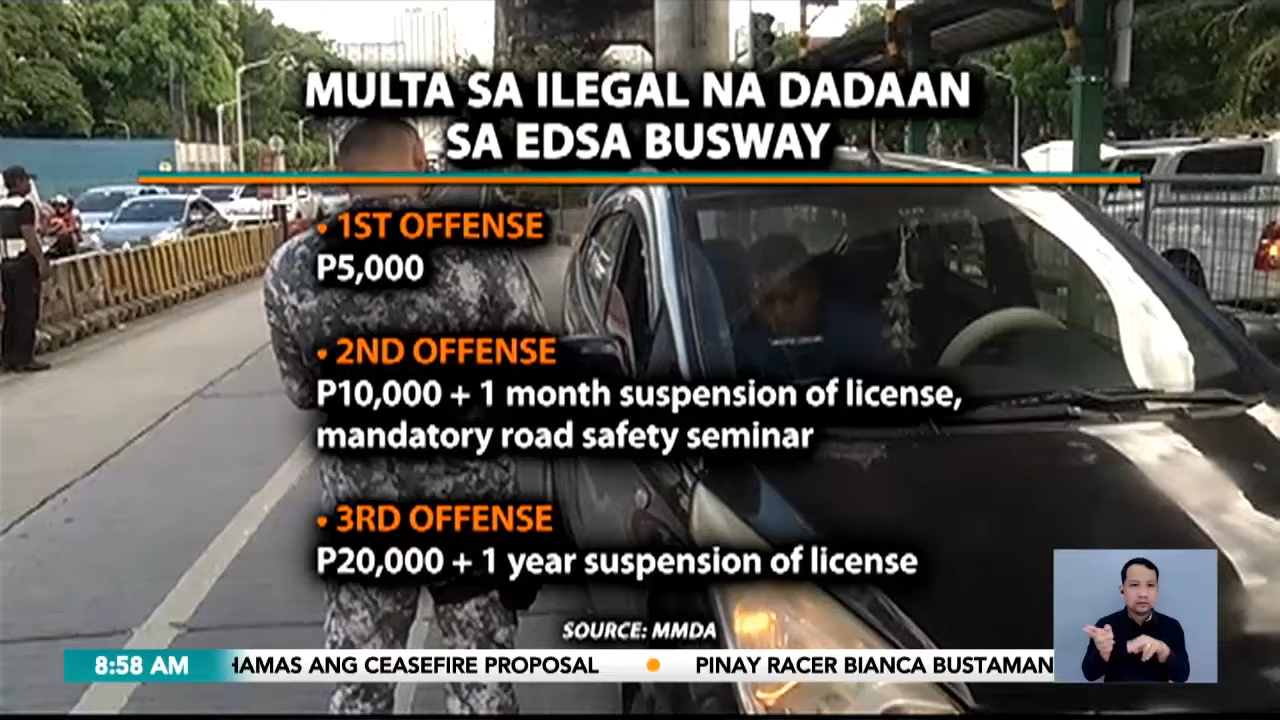 MULTA SA ILEGAL NA DADAAN
SA EDSA BUSWAY
• 1ST OFFENSE
P5,000
• 2ND OFFENSE
P10,000 + 1 month suspension of license,
mandatory road safety seminar
• 3RD OFFENSE
P20,000 + 1 year suspension of license
SOURCE: MMDA
8:58 AM HAMAS ANG CEASEFIRE PROPOSAL • PINAY RACER BIANCA BUSTAMAN